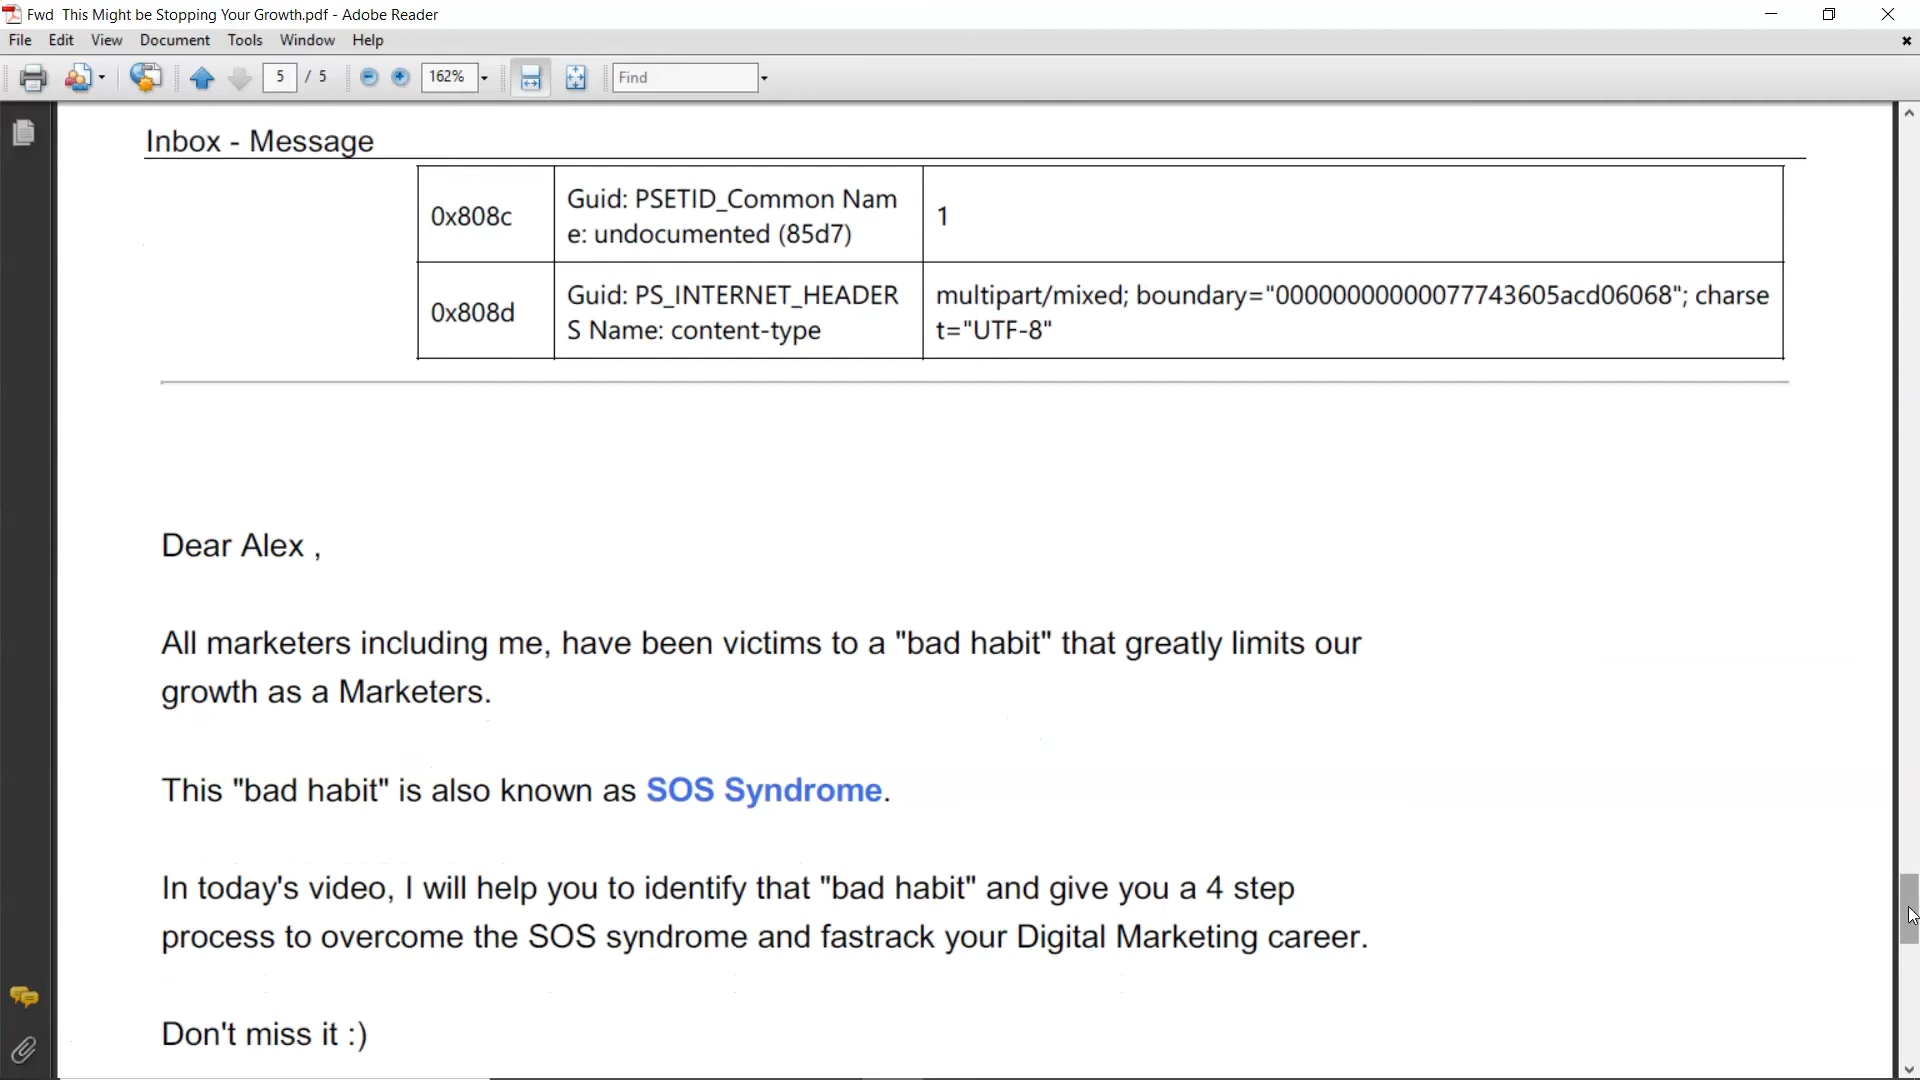 Fwd  This Might be Stopping Your Growth.pdf - Adobe Reader
File Edit View Document Tools Window Help
5 / 5 162% Find
Inbox - Message
0x808c
Guid: PSETID_Common Nam
e: undocumented (85d7)
1
0x808d
Guid: PS_INTERNET_HEADER
S Name: content-type
multipart/mixed; boundary="00000000000077743605acd06068"; charse
t="UTF-8"
Dear Alex ,
All marketers including me, have been victims to a "bad habit" that greatly limits our
growth as a Marketers.
This "bad habit" is also known as SOS Syndrome.
In today's video, I will help you to identify that "bad habit" and give you a 4 step
process to overcome the SOS syndrome and fastrack your Digital Marketing career.
Don't miss it :)